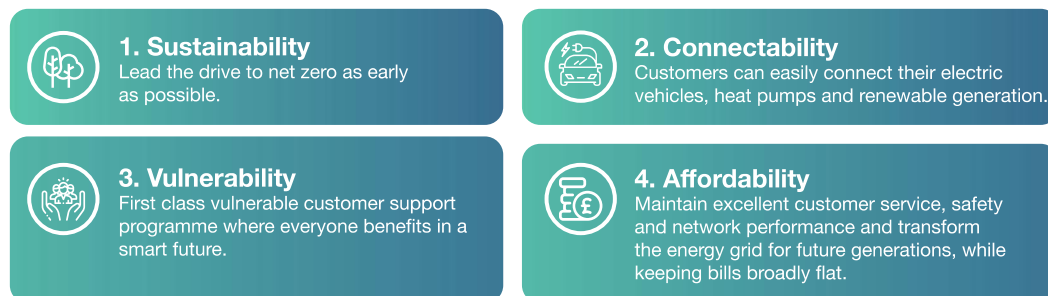 1. Sustainability
Lead the drive to net zero as early
as possible.
2. Connectability
Customers can easily connect their electric
vehicles, heat pumps and renewable generation.
3. Vulnerability
First class vulnerable customer support
programme where everyone benefits in a
smart future.
4. Affordability
Maintain excellent customer service, safety
and network performance and transform
the energy grid for future generations, while
keeping bills broadly flat.
£